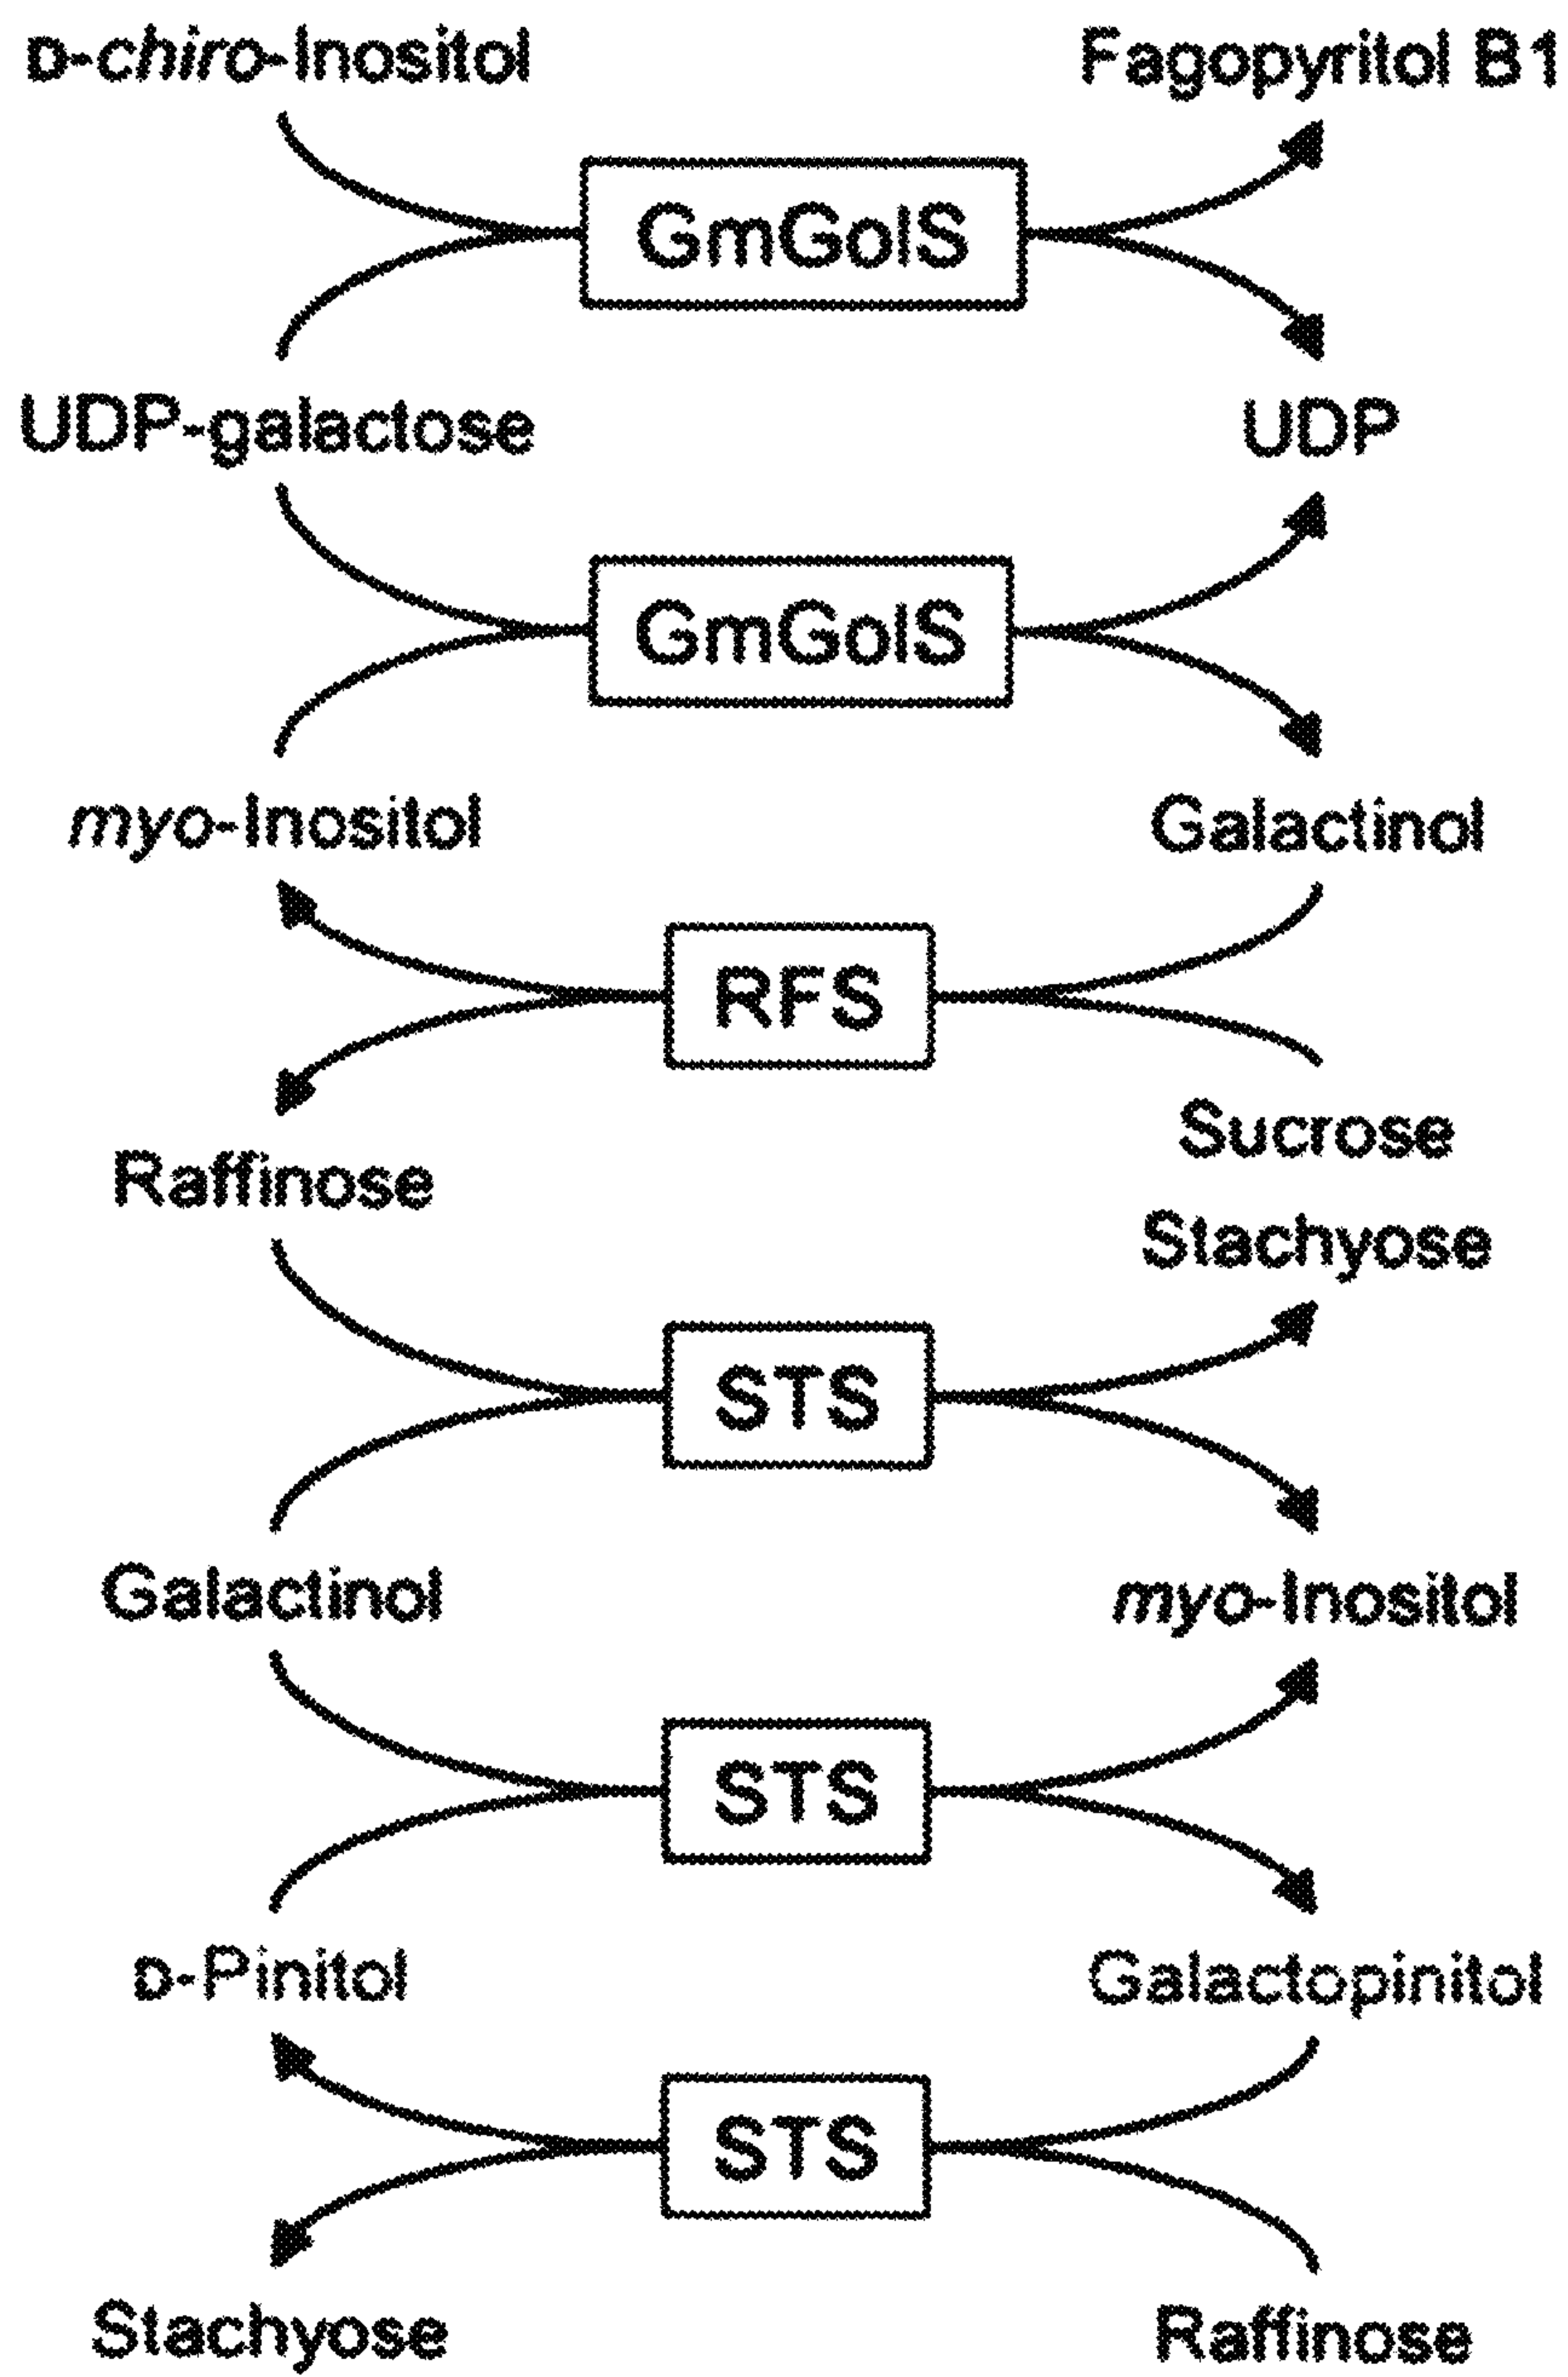 D-chiro-Inositol
Fagopyritol B1
GmGolS
UDP-galactose
UDP
GmGolS
myo-Inositol
Galactinol
RFS
Sucrose
Raffinose
Stachyose
STS
Galactinol
myo-Inositol
STS
D-Pinitol
Galactopinitol
STS
Stachyose
Raffinose